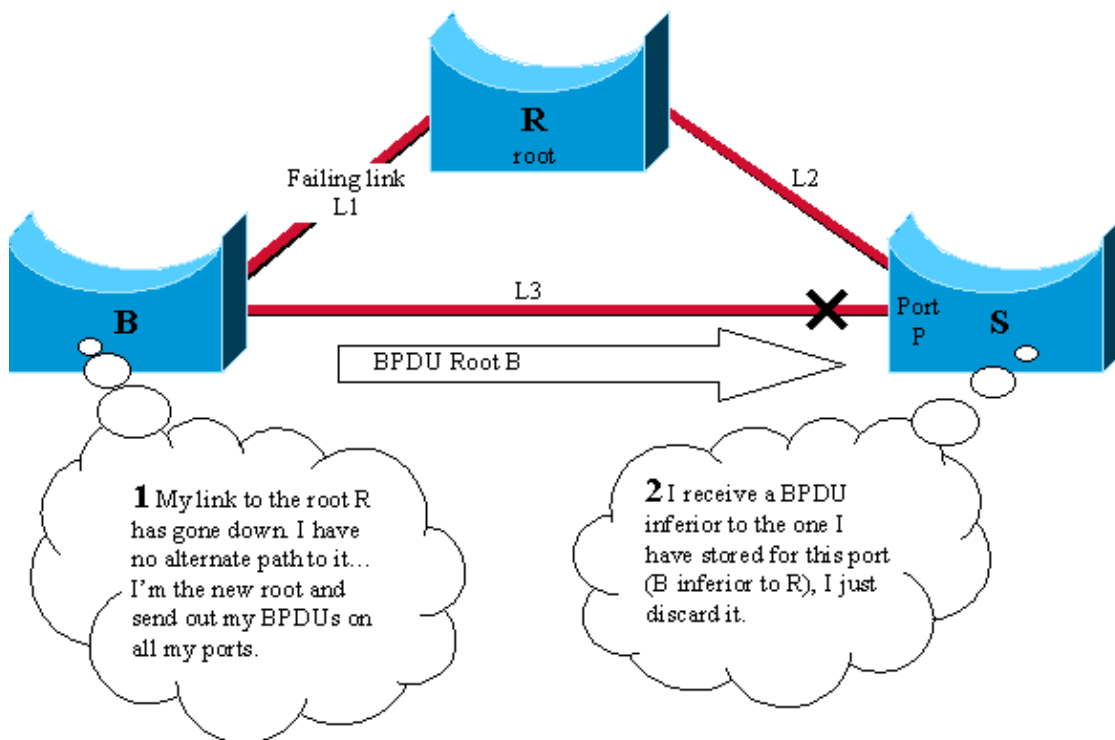 R
root
Failing link
L1
L2
L3
B
Port
P
S
BPDU Root B
1 My link to the root R
has gone down. I have
no alternate path to it...
I'm the new root and
send out my BPDUs on
all my ports.
2 I receive a BPDU
inferior to the one I
have stored for this port
(B inferior to R), I just
discard it.